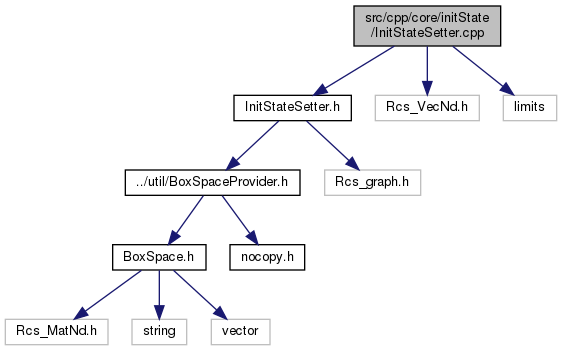 src/cpp/core/initState
/InitStateSetter.cpp
InitStateSetter.h
Rcs_VecNd.h
limits
../util/BoxSpaceProvider.h
Rcs_graph.h
BoxSpace.h
nocopy.h
Rcs_MatNd.h
string
vector